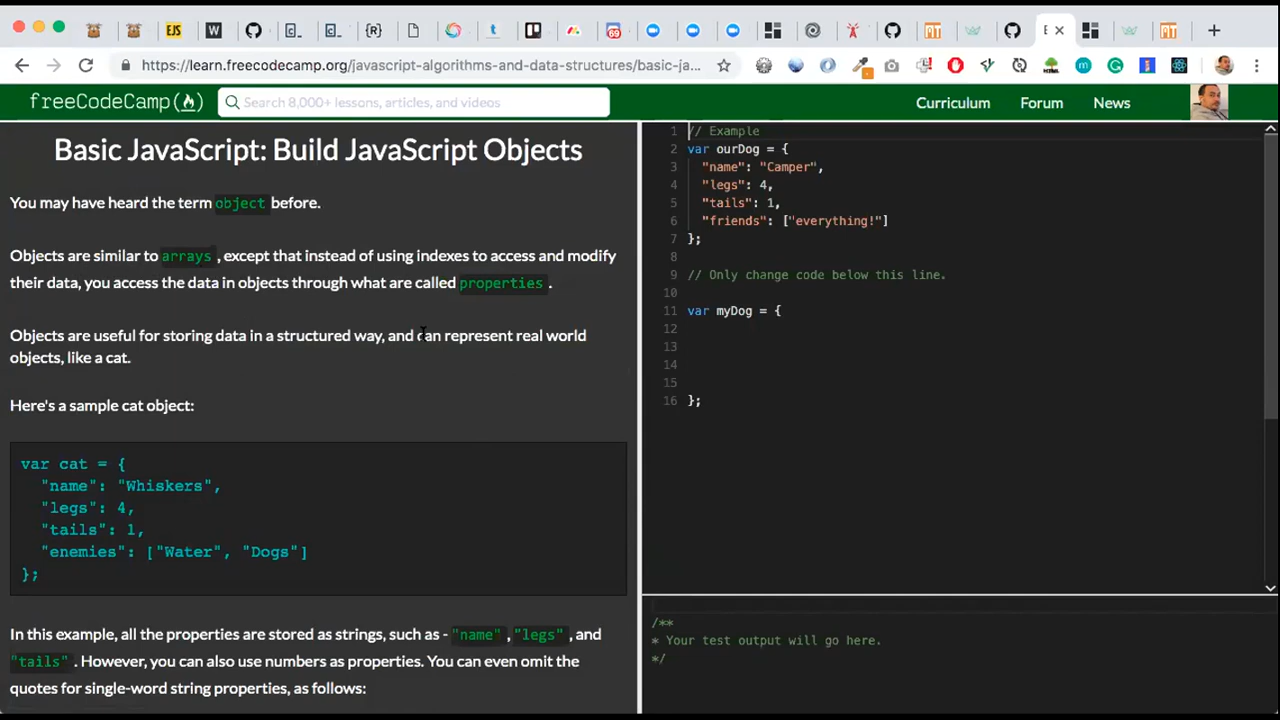 https://learn.freecodecamp.org/javascript-algorithms-and-data-structures/basic-ja...
freeCodeCamp
Search 8,000+ lessons, articles, and videos
Curriculum
Forum
News
Basic JavaScript: Build JavaScript Objects
You may have heard the term object before.
Objects are similar to arrays , except that instead of using indexes to access and modify
their data, you access the data in objects through what are called properties .
Objects are useful for storing data in a structured way, and can represent real world
objects, like a cat.
Here's a sample cat object:
var cat = {
"name": "Whiskers",
"legs": 4,
"tails": 1,
"enemies": ["Water", "Dogs"]
};
In this example, all the properties are stored as strings, such as - "name" , "legs" , and
"tails" . However, you can also use numbers as properties. You can even omit the
quotes for single-word string properties, as follows:
1 // Example
2 var ourDog = {
3 "name": "Camper",
4 "legs": 4,
5 "tails": 1,
6 "friends": ["everything!"]
7 };
8
9 // Only change code below this line.
10
11 var myDog = {
12
13
14
15
16 };
/**
* Your test output will go here.
*/